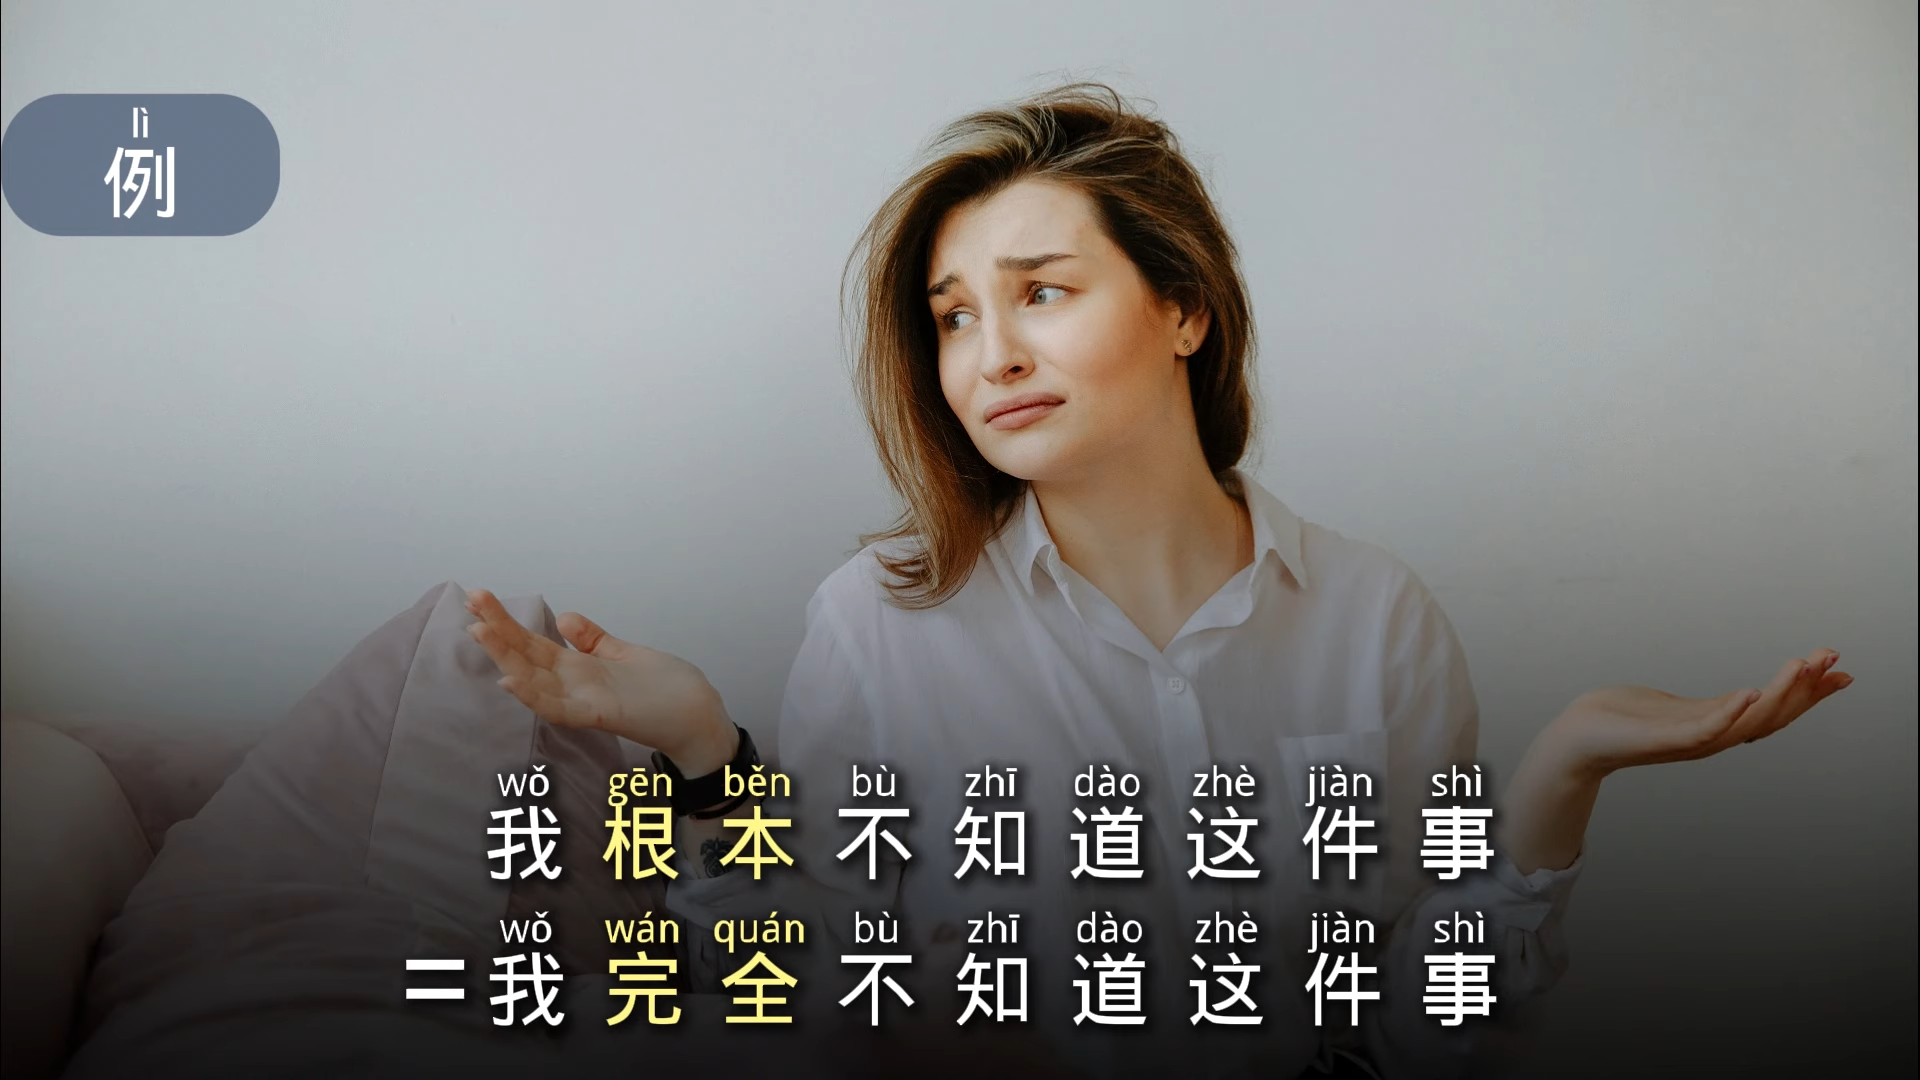 lì
例
wǒ gēn běn bù zhī dào zhè jiàn shì
我根本不知道这件事
wǒ wán quán bù zhī dào zhè jiàn shì
=我完全不知道这件事